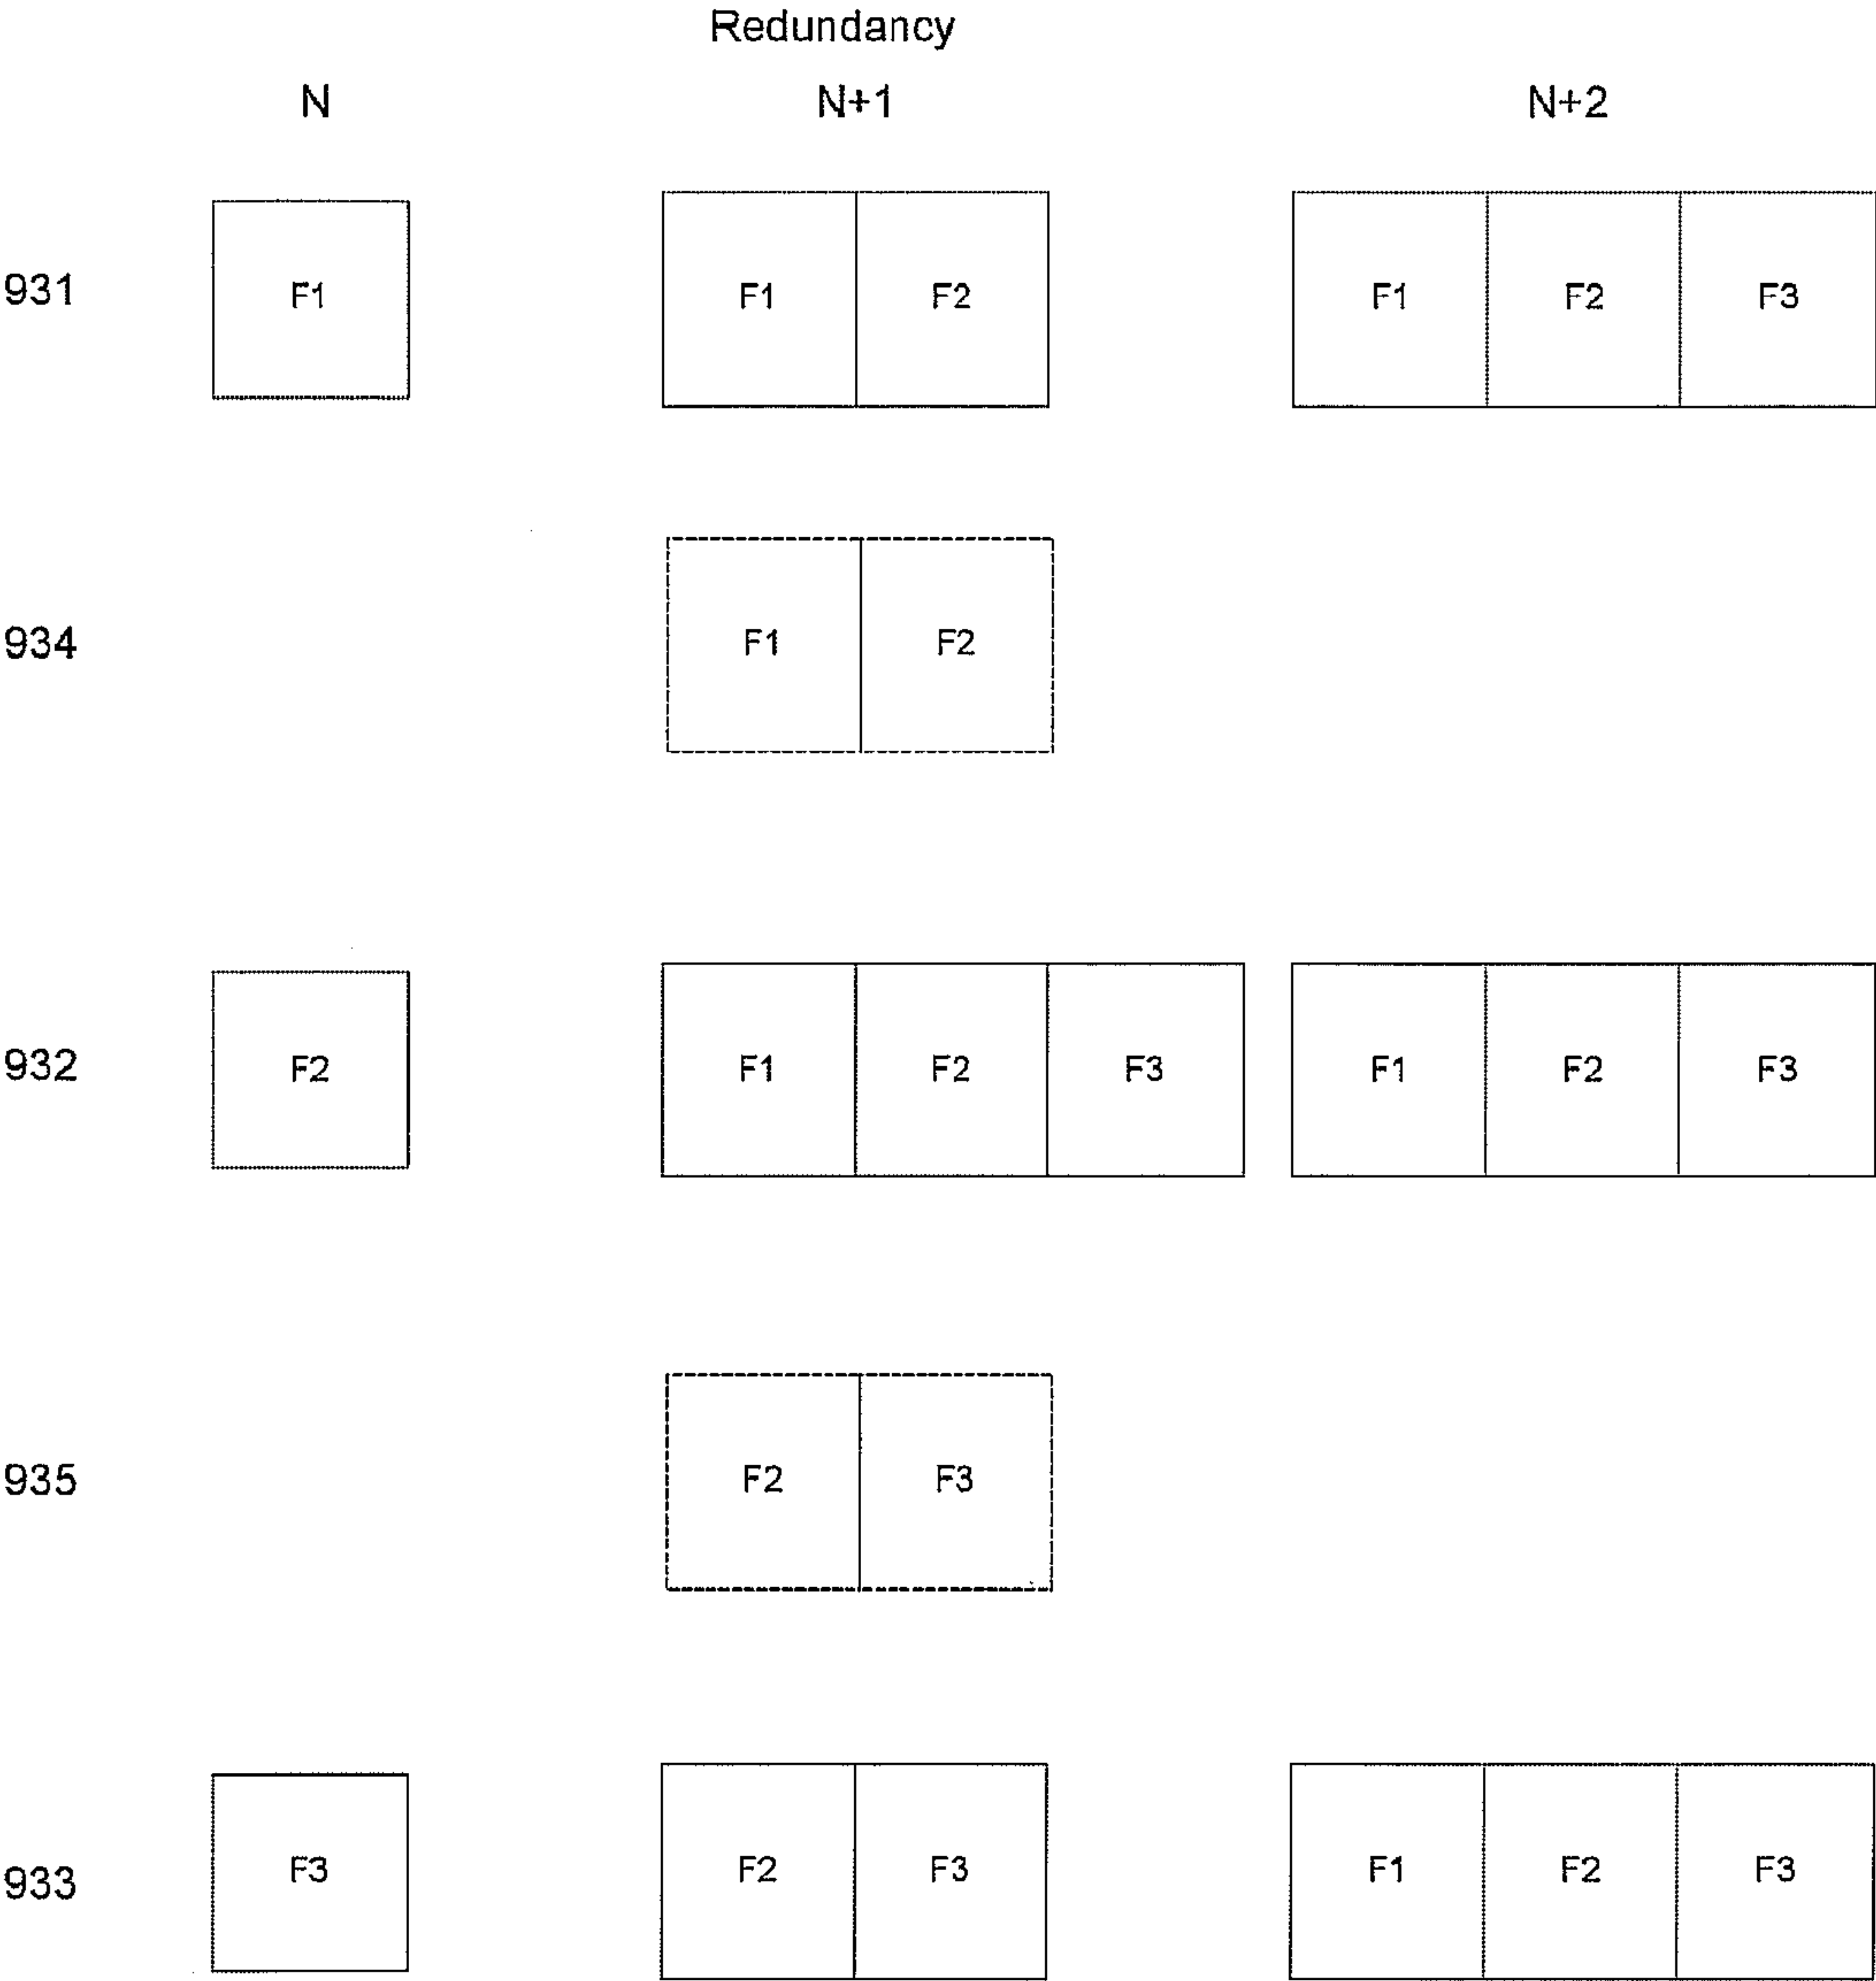 Redundancy
N N+1 N+2
931 F1 F1 F2 F1 F2 F3
934 F1 F2
932 F2 F1 F2 F3 F1 F2 F3
935 F2 F3
933 F3 F2 F3 F1 F2 F3